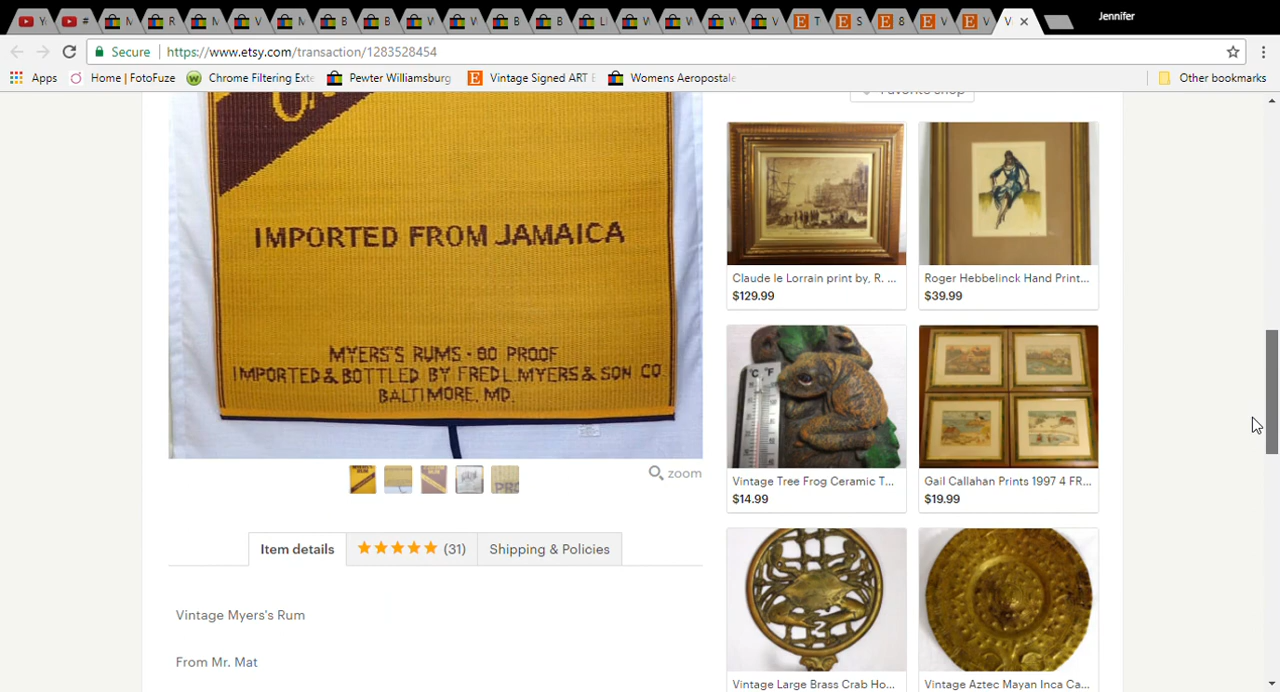 Jennifer
Secure https://www.etsy.com/transaction/1283528454
Apps Home | FotoFuze Chrome Filtering Exte Pewter Williamsburg Vintage Signed ART E Womens Aeropostale Other bookmarks
IMPORTED FROM JAMAICA
MYERS'S RUMS - 80 PROOF
IMPORTED & BOTTLED BY FRED L. MYERS & SON CO.
BALTIMORE, MD.
zoom
Item details
(31)
Shipping & Policies
Vintage Myers's Rum
From Mr. Mat
Favorite shop
Claude le Lorrain print by, R. ...
$129.99
Roger Hebbelinck Hand Print...
$39.99
°C °F
Vintage Tree Frog Ceramic T...
$14.99
Gail Callahan Prints 1997 4 FR...
$19.99
Vintage Large Brass Crab Ho...
Vintage Aztec Mayan Inca Ca...